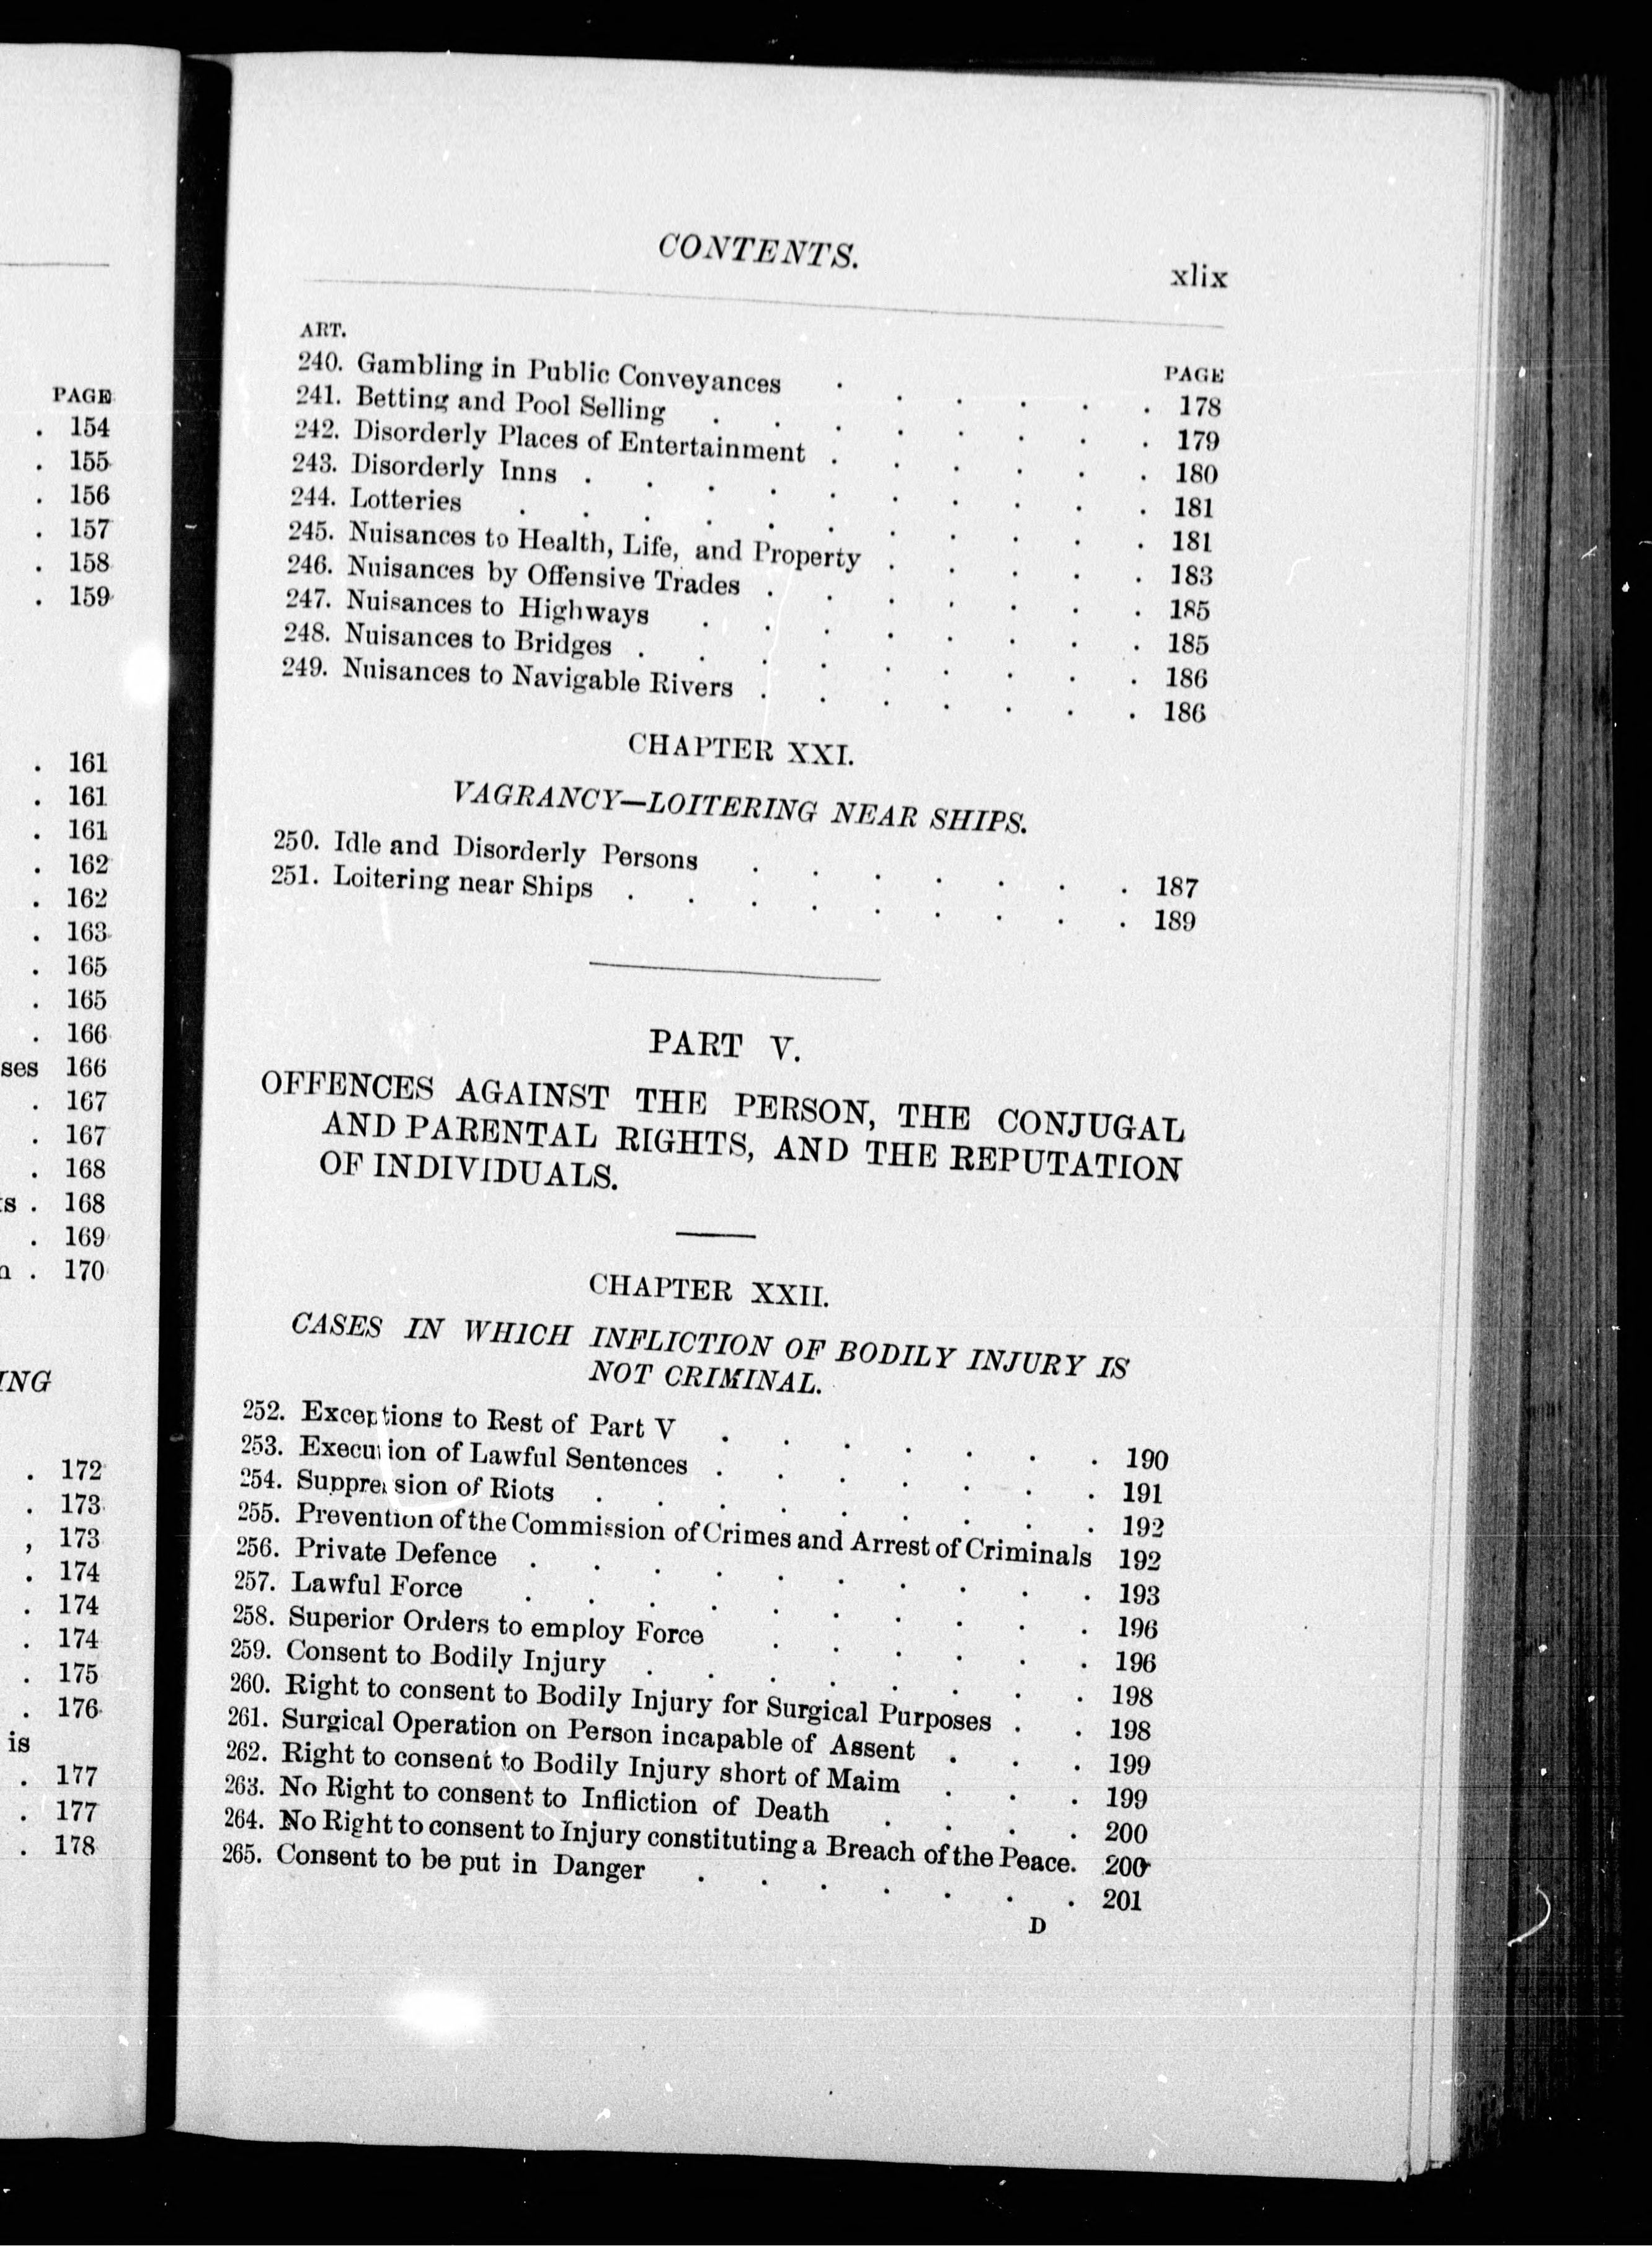 PAGE
. 154
. 155
. 156
. 157
. 158
. 159
. 161
. 161
. 161
. 162
. 162
. 163
. 165
. 165
. 166
ses 166
. 167
. 167
. 168
s . 168
. 169
. 170
ING
. 172
. 173
, 173
. 174
. 174
. 174
. 175
. 176
is
. 177
. 177
. 178
CONTENTS. xlix
ART. PAGE
240. Gambling in Public Conveyances . . . . . . 178
241. Betting and Pool Selling . . . . . . . . 179
242. Disorderly Places of Entertainment . . . . . . 180
243. Disorderly Inns . . . . . . . . . . 181
244. Lotteries . . . . . . . . . . . 181
245. Nuisances to Health, Life, and Property . . . . . 183
246. Nuisances by Offensive Trades . . . . . . . 185
247. Nuisances to Highways . . . . . . . . 185
248. Nuisances to Bridges . . . . . . . . . 186
249. Nuisances to Navigable Rivers . . . . . . . 186
CHAPTER XXI.
VAGRANCY—LOITERING NEAR SHIPS.
250. Idle and Disorderly Persons . . . . . . . 187
251. Loitering near Ships . . . . . . . . . 189
PART V.
OFFENCES AGAINST THE PERSON, THE CONJUGAL
AND PARENTAL RIGHTS, AND THE REPUTATION
OF INDIVIDUALS.
CHAPTER XXII.
CASES IN WHICH INFLICTION OF BODILY INJURY IS
NOT CRIMINAL.
252. Exceptions to Rest of Part V . . . . . . . 190
253. Execution of Lawful Sentences . . . . . . . 191
254. Suppression of Riots . . . . . . . . . 192
255. Prevention of the Commission of Crimes and Arrest of Criminals 192
256. Private Defence . . . . . . . . . . 193
257. Lawful Force . . . . . . . . . . 196
258. Superior Orders to employ Force . . . . . . 196
259. Consent to Bodily Injury . . . . . . . . 198
260. Right to consent to Bodily Injury for Surgical Purposes . . 198
261. Surgical Operation on Person incapable of Assent . . . 199
262. Right to consent to Bodily Injury short of Maim . . . 199
263. No Right to consent to Infliction of Death . . . . 200
264. No Right to consent to Injury constituting a Breach of the Peace. 200
265. Consent to be put in Danger . . . . . . . 201
D